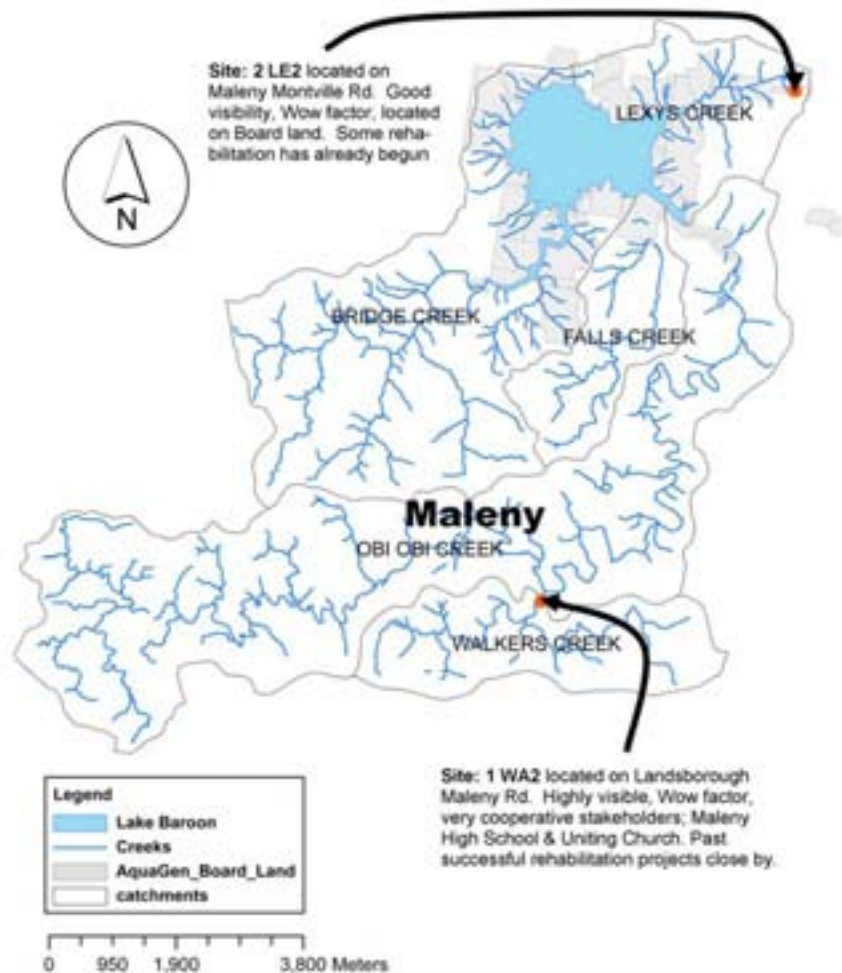 Site: 2 LE2 located on
Maleny Montville Rd. Good
visibility, Wow factor, located
on Board land. Some reha-
bilitation has already begun
LEXYS CREEK
N
BRIDGE CREEK
FALLS CREEK
Maleny
OBI OBI CREEK
WALKERS CREEK
Site: 1 WA2 located on Landsborough
Maleny Rd. Highly visible, Wow factor,
very cooperative stakeholders; Maleny
High School & Uniting Church. Past
successful rehabilitation projects close by.
Legend
Lake Baroon
Creeks
AquaGen_Board_Land
catchments
0 950 1,900 3,800 Meters